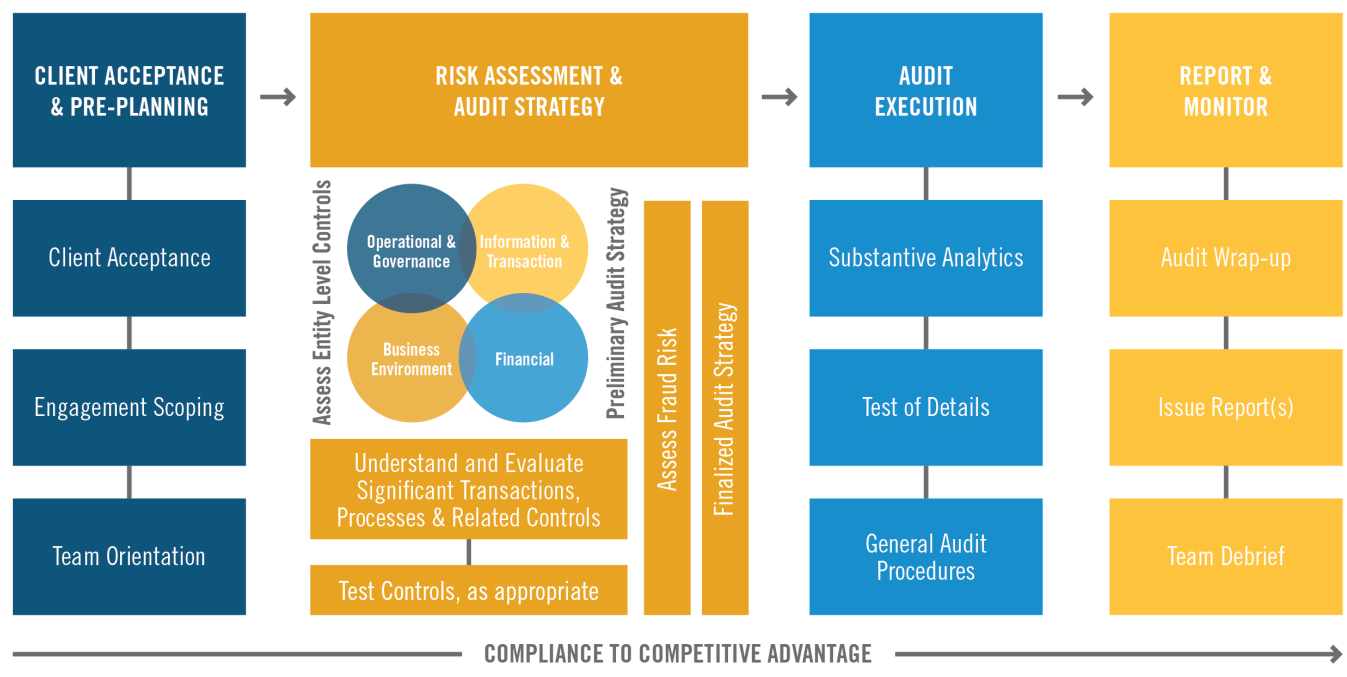 CLIENT ACCEPTANCE
& PRE-PLANNING
Client Acceptance
Engagement Scoping
Team Orientation
RISK ASSESSMENT &
AUDIT STRATEGY
Assess Entity Level Controls
Operational &
Governance
Information &
Transaction
Business
Environment
Financial
Preliminary Audit Strategy
Understand and Evaluate
Significant Transactions,
Processes & Related Controls
Test Controls, as appropriate
Assess Fraud Risk
Finalized Audit Strategy
AUDIT
EXECUTION
Substantive Analytics
Test of Details
General Audit
Procedures
REPORT &
MONITOR
Audit Wrap-up
Issue Report(s)
Team Debrief
COMPLIANCE TO COMPETITIVE ADVANTAGE